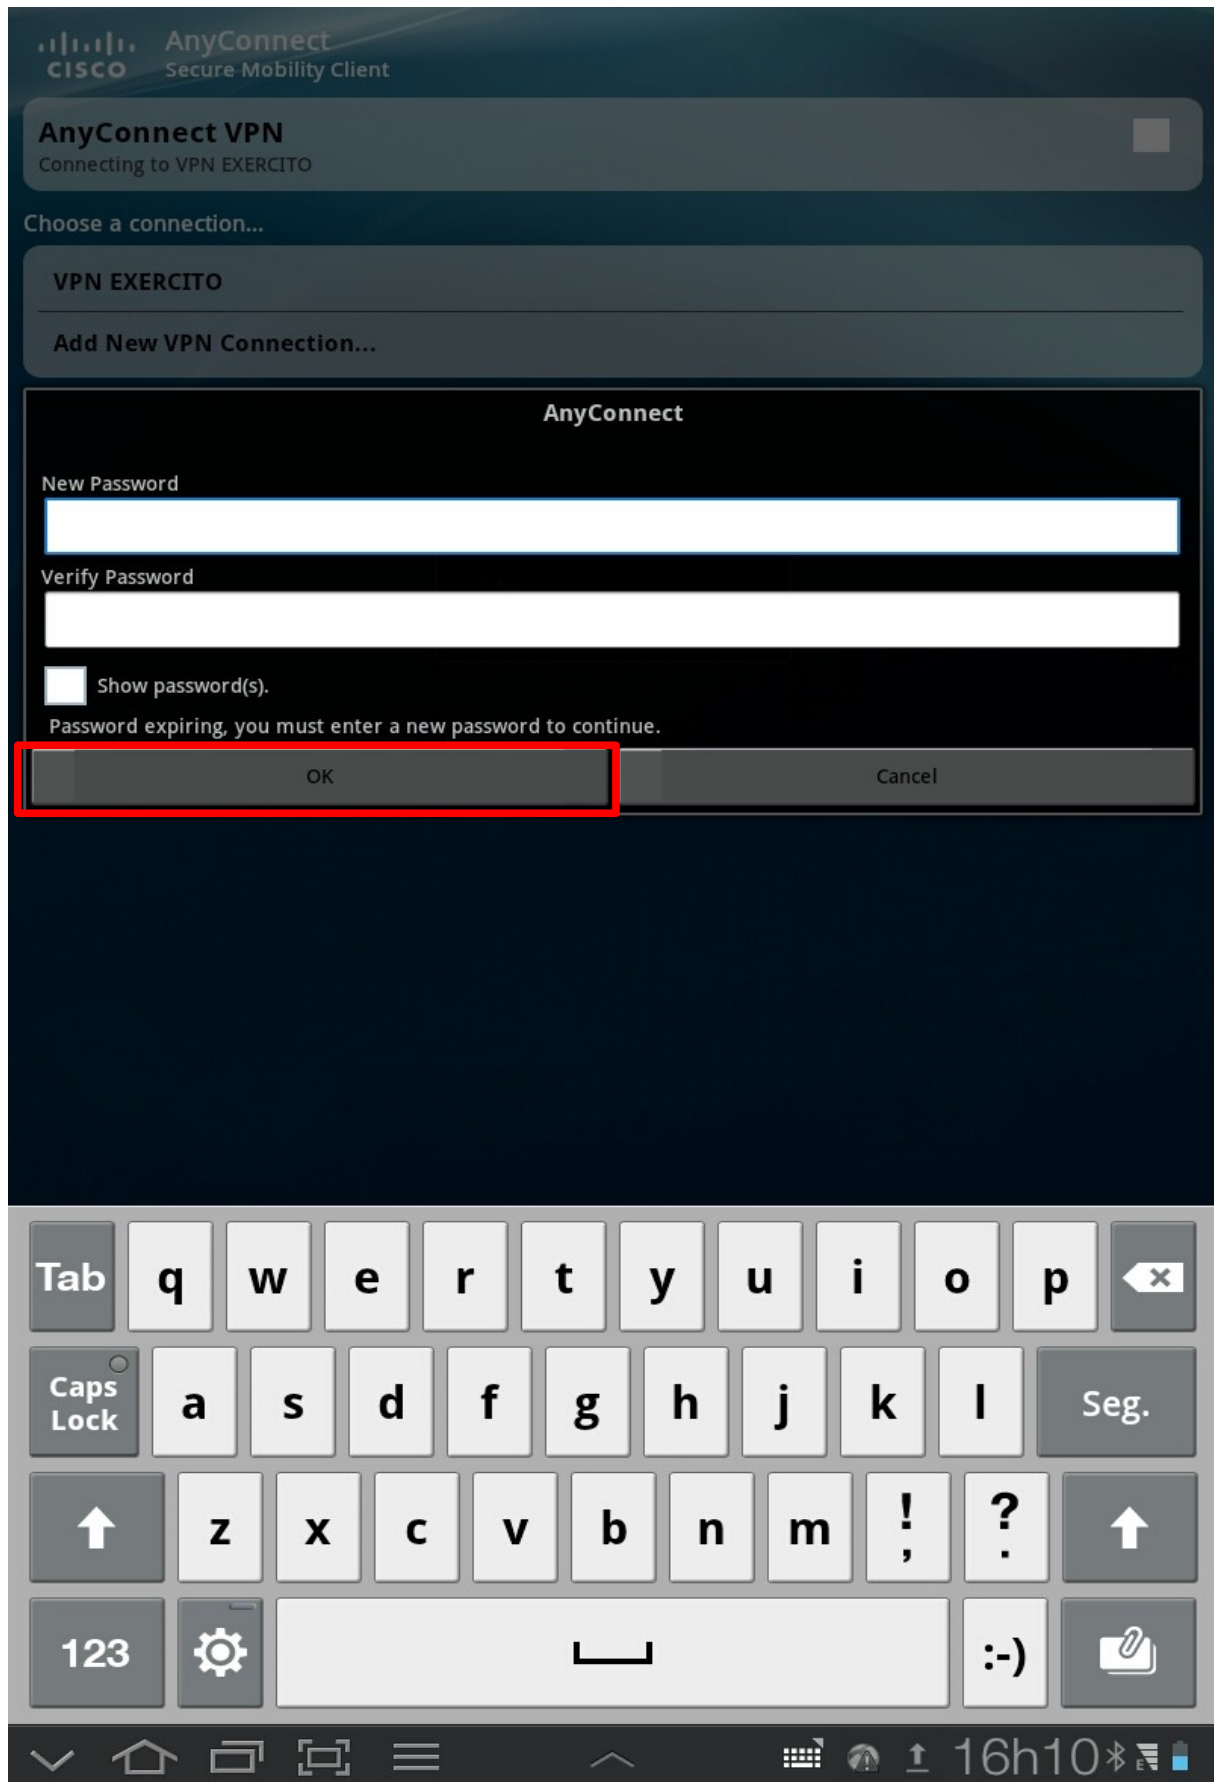 AnyConnect
CISCO Secure Mobility Client
AnyConnect VPN
Connecting to VPN EXERCITO
Choose a connection...
VPN EXERCITO
Add New VPN Connection...
AnyConnect
New Password
Verify Password
Show password(s).
Password expiring, you must enter a new password to continue.
OK Cancel
Tab q w e r t y u i o p
Caps Lock a s d f g h j k l Seg.
z x c v b n m ! , ? .
123 :-)
16h10 E